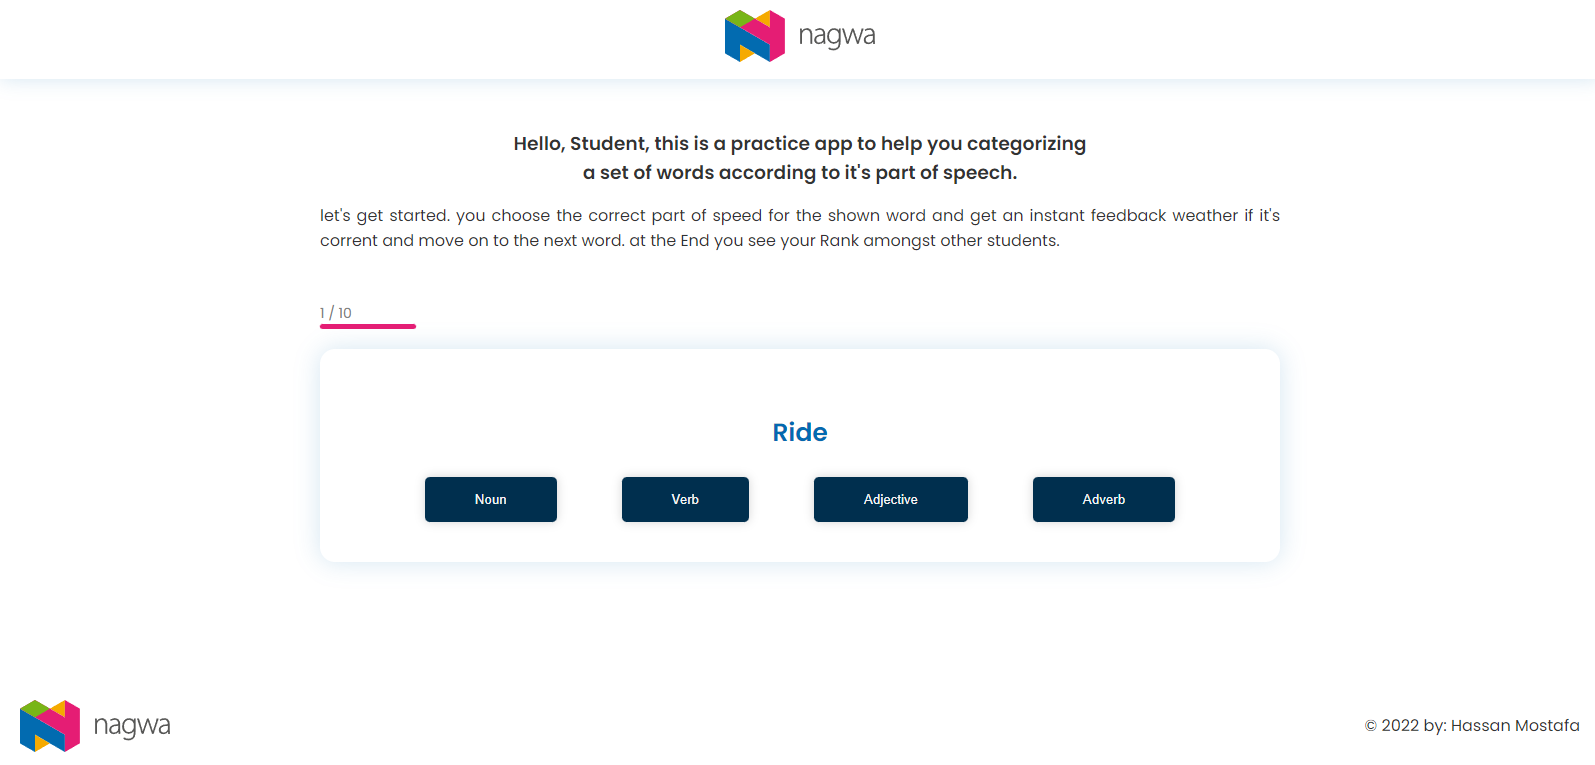 nagwa
Hello, Student, this is a practice app to help you categorizing
a set of words according to it's part of speech.
let's get started. you choose the correct part of speed for the shown word and get an instant feedback weather if it's
corrent and move on to the next word. at the End you see your Rank amongst other students.
1 / 10
Ride
Noun Verb Adjective Adverb
nagwa © 2022 by: Hassan Mostafa